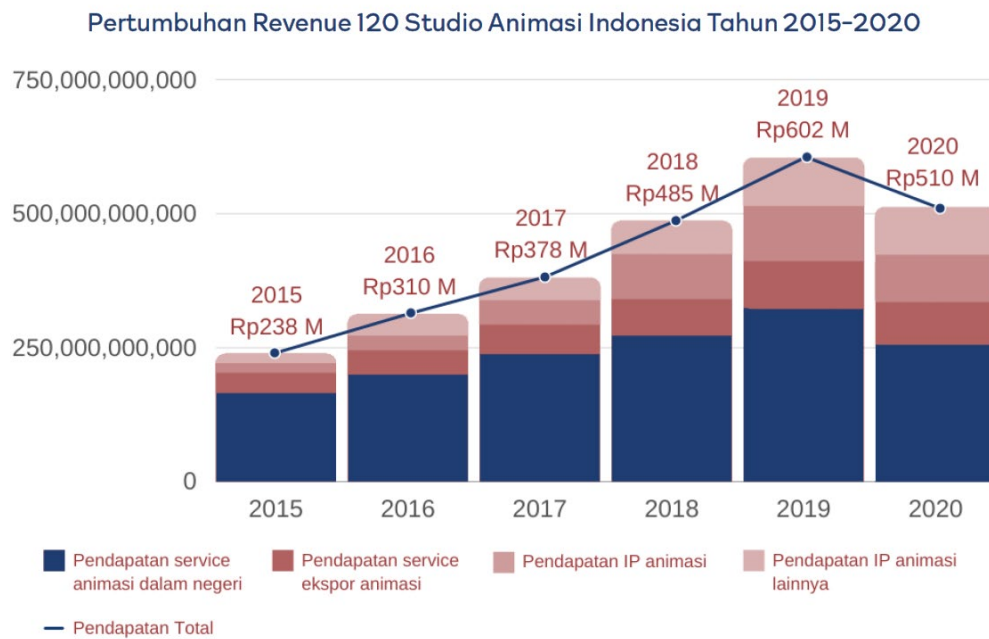 Pertumbuhan Revenue 120 Studio Animasi Indonesia Tahun 2015-2020
750,000,000,000
500,000,000,000
250,000,000,000
0
2015
Rp238 M
2016
Rp310 M
2017
Rp378 M
2018
Rp485 M
2019
Rp602 M
2020
Rp510 M
2015 2016 2017 2018 2019 2020
Pendapatan service
animasi dalam negeri
Pendapatan service
ekspor animasi
Pendapatan IP animasi
Pendapatan IP animasi
lainnya
Pendapatan Total